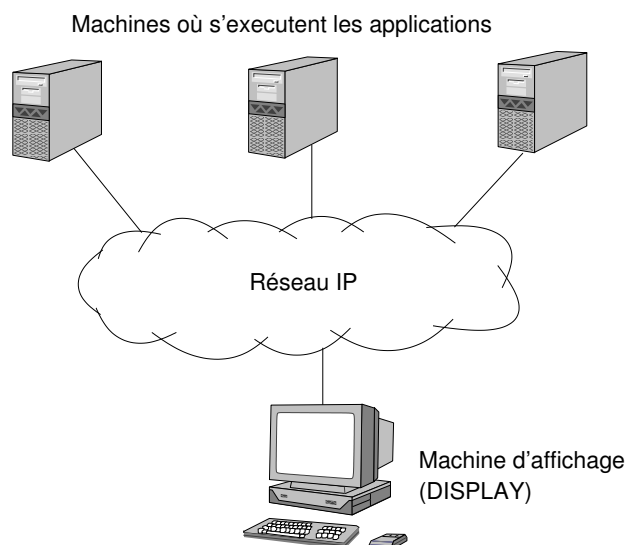 Machines où s'executent les applications
Réseau IP
Machine d'affichage
(DISPLAY)